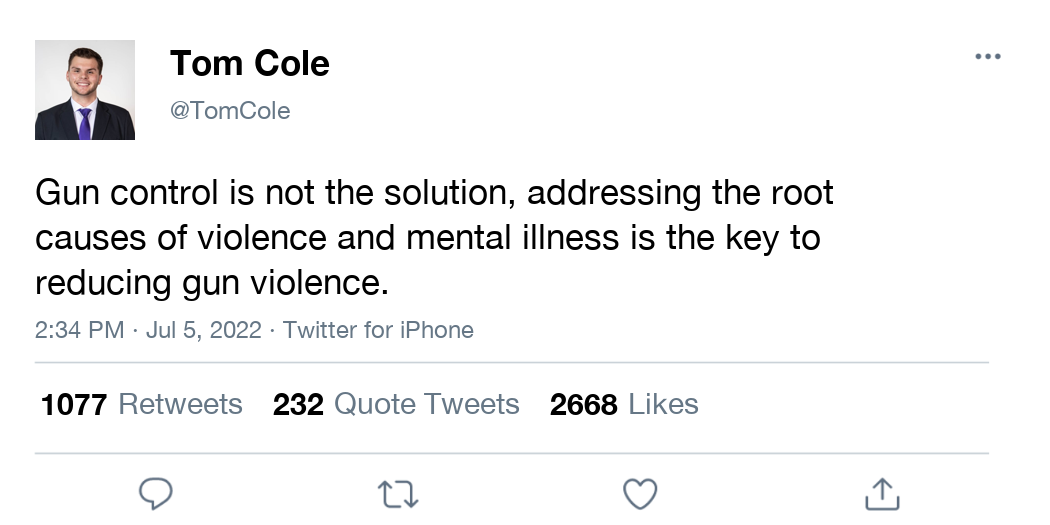 Tom Cole
@TomCole
Gun control is not the solution, addressing the root
causes of violence and mental illness is the key to
reducing gun violence.
2:34 PM · Jul 5, 2022 · Twitter for iPhone
1077 Retweets 232 Quote Tweets 2668 Likes